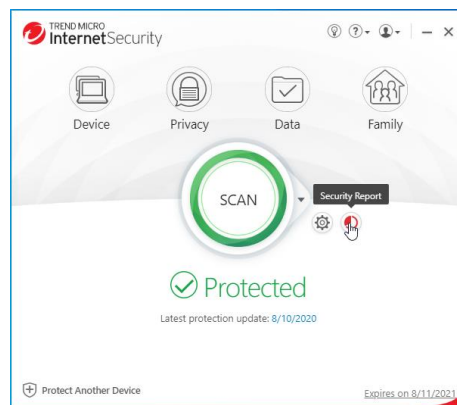 TREND MICRO
InternetSecurity
Device
Privacy
Data
Family
SCAN
Security Report
Protected
Latest protection update: 8/10/2020
Protect Another Device
Expires on 8/11/2021